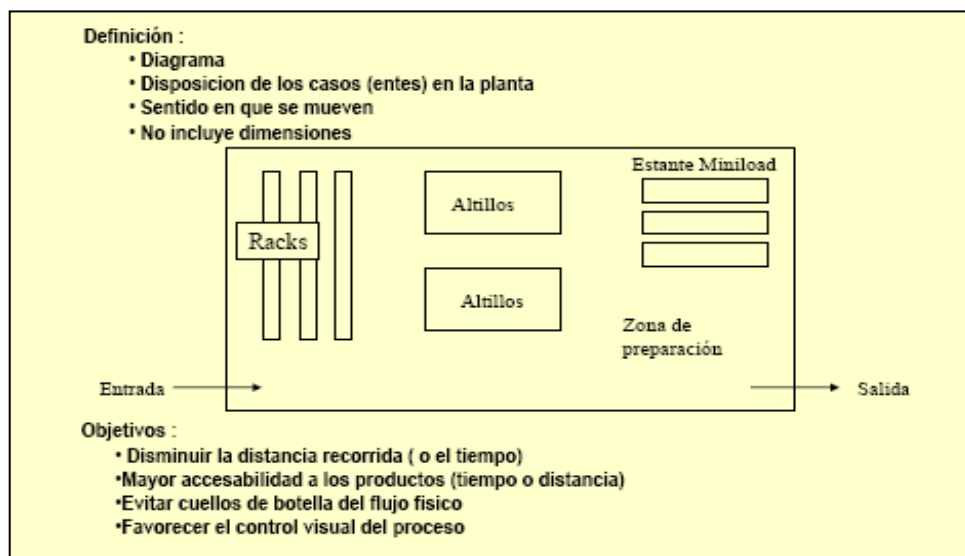 Definición :
• Diagrama
• Disposicion de los casos (entes) en la planta
• Sentido en que se mueven
• No incluye dimensiones
Estante Miniload
Altillos
Racks
Altillos
Zona de
preparación
Entrada
Salida
Objetivos :
• Disminuir la distancia recorrida ( o el tiempo)
•Mayor accesabilidad a los productos (tiempo o distancia)
•Evitar cuellos de botella del flujo fisico
•Favorecer el control visual del proceso